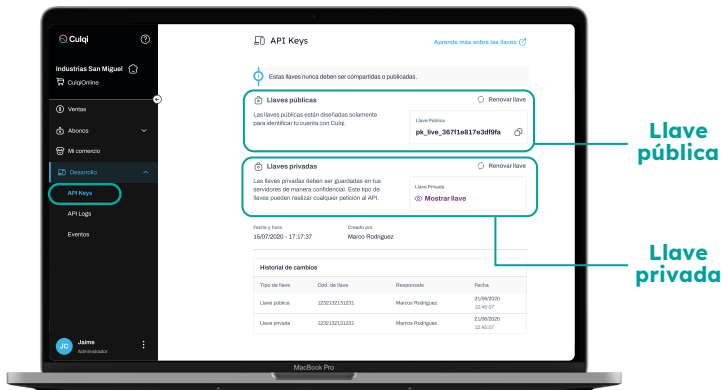 Culqi
Industrias San Miguel
CulqiOnline
Ventas
Abonos
Mi comercio
Desarrollo
API Keys
API Logs
Eventos
JC
Jaime
Administrador
API Keys
Aprende más sobre las llaves
Estas llaves nunca deben ser compartidas o publicadas.
Llaves públicas
Renovar llave
Las llaves públicas están diseñadas solamente
para identificar tu cuenta con Culqi.
Llave Pública
pk_live_367f1e817e3df9fa
Llaves privadas
Renovar llave
Las llaves privadas deben ser guardadas en tus
servidores de manera confidencial. Este tipo de
llaves pueden realizar cualquier petición al API.
Llave Privada
Mostrar llave
Fecha y hora
Creado por
15/07/2020 - 17:17:37
Marco Rodriguez
Historial de cambios
Tipo de llave
Cod. de llave
Responsale
Fecha
Llave pública
1232132131231
Marcos Rodriguez
21/06/2020
12:45:07
Llave privada
1232132131231
Marcos Rodriguez
21/06/2020
12:45:07
Llave
pública
Llave
privada
MacBook Pro